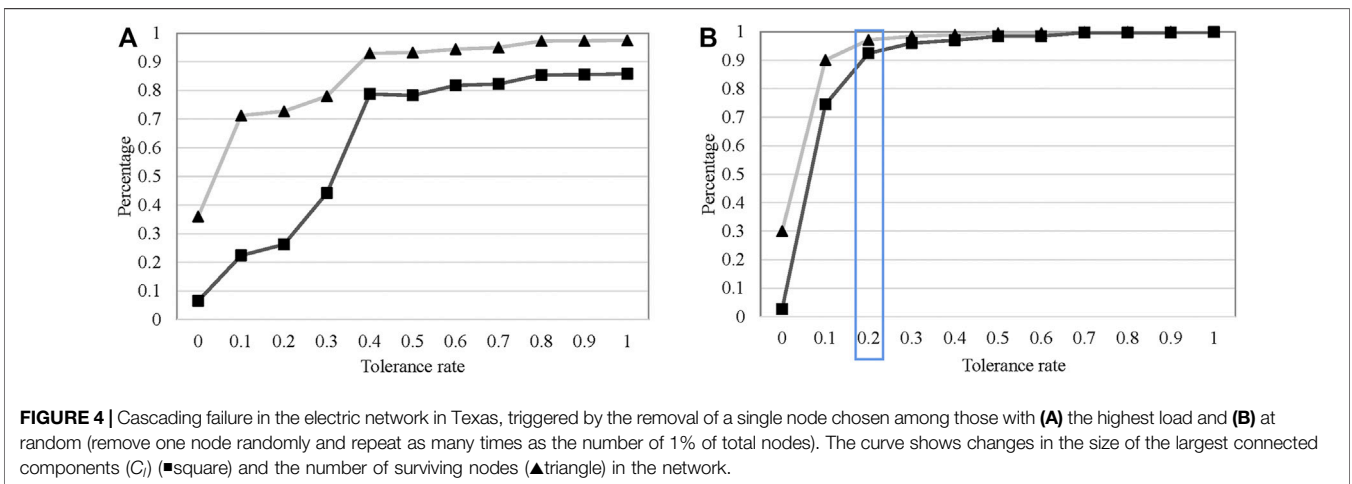 A
1
0.9
0.8
0.7
0.6
0.5
0.4
0.3
0.2
0.1
0
Percentage
0 0.1 0.2 0.3 0.4 0.5 0.6 0.7 0.8 0.9 1
Tolerance rate
B
1
0.9
0.8
0.7
0.6
0.5
0.4
0.3
0.2
0.1
0
Percentage
0 0.1 0.2 0.3 0.4 0.5 0.6 0.7 0.8 0.9 1
Tolerance rate
FIGURE 4 | Cascading failure in the electric network in Texas, triggered by the removal of a single node chosen among those with (A) the highest load and (B) at
random (remove one node randomly and repeat as many times as the number of 1% of total nodes). The curve shows changes in the size of the largest connected
components (Cl) (■square) and the number of surviving nodes (▲triangle) in the network.